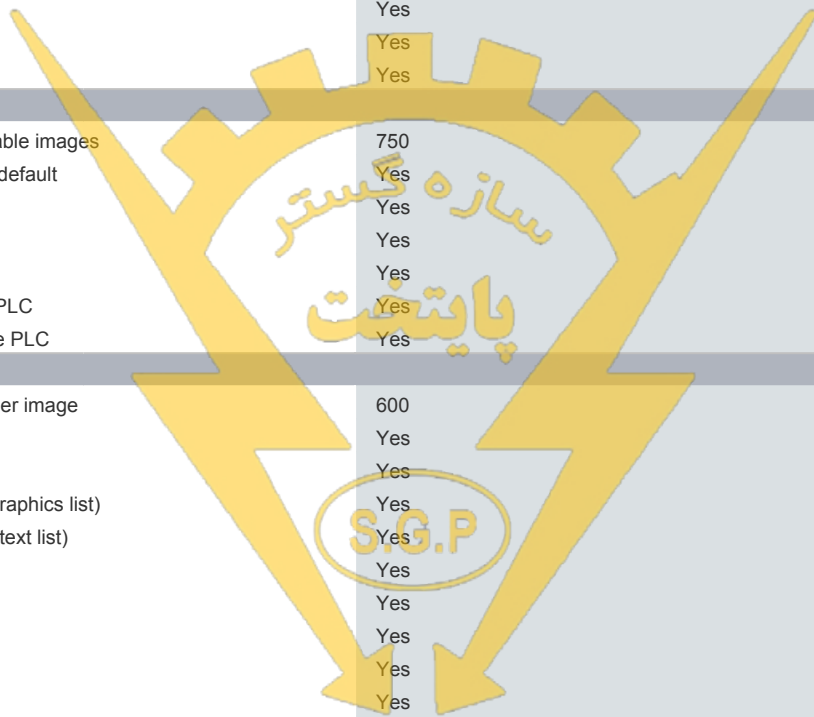 Yes
Yes
Yes
able images 750
default Yes
Yes
Yes
Yes
PLC Yes
e PLC Yes
er image 600
Yes
Yes
raphics list) Yes
text list) Yes
Yes
Yes
Yes
Yes
Yes
سازه گستر
پایتخت
S.G.P